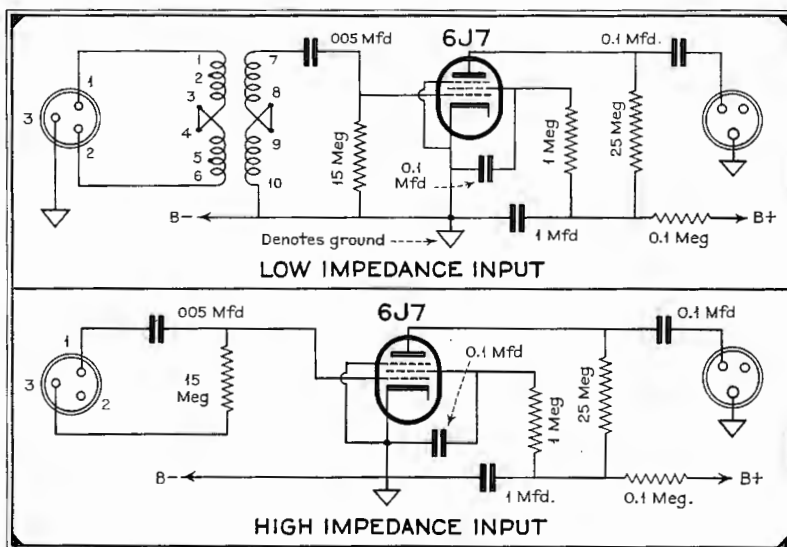 005 Mfd
6J7
0.1 Mfd.
1
2
3
4
5
6
7
8
9
10
1
3
2
15 Meg
0.1 Mfd
1 Meg
25 Meg
B-
B+
Denotes ground
1 Mfd
0.1 Meg
LOW IMPEDANCE INPUT
005 Mfd
6J7
0.1 Mfd
1
3
2
15 Meg
0.1 Mfd
1 Meg
25 Meg
B-
B+
1 Mfd.
0.1 Meg.
HIGH IMPEDANCE INPUT